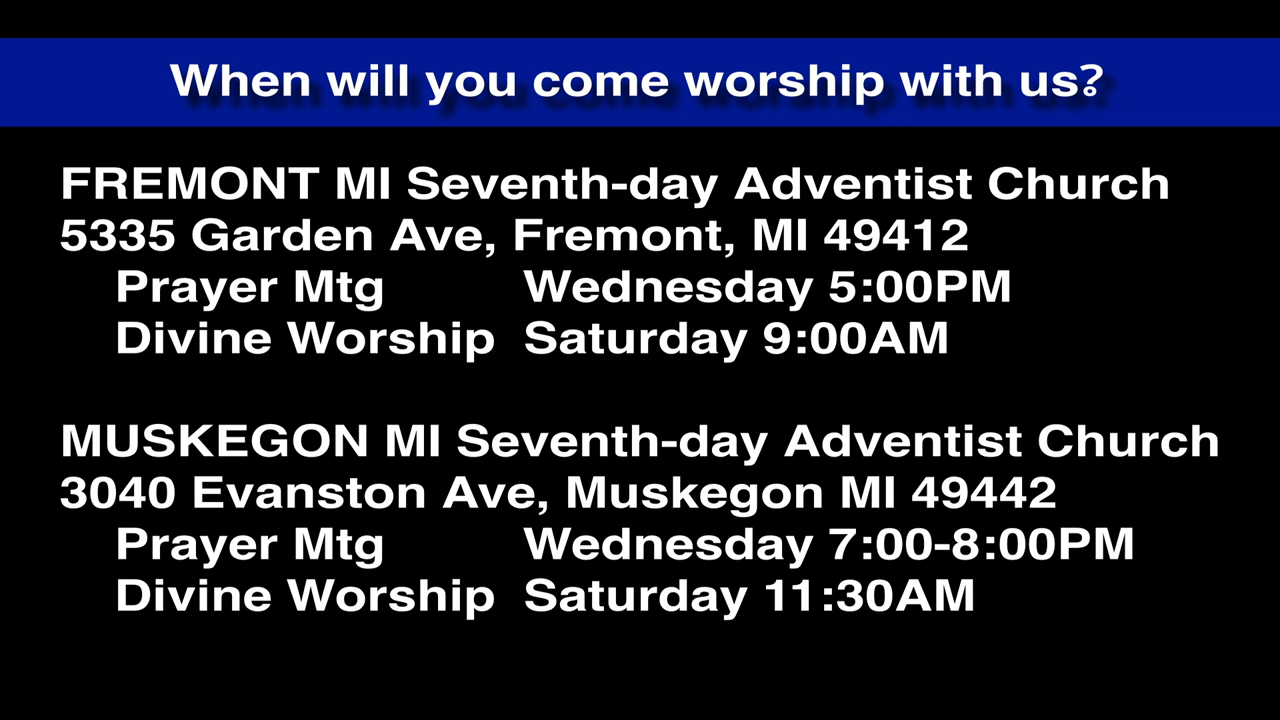 When will you come worship with us?
FREMONT MI Seventh-day Adventist Church
5335 Garden Ave, Fremont, MI 49412
Prayer Mtg Wednesday 5:00PM
Divine Worship Saturday 9:00AM
MUSKEGON MI Seventh-day Adventist Church
3040 Evanston Ave, Muskegon MI 49442
Prayer Mtg Wednesday 7:00-8:00PM
Divine Worship Saturday 11:30AM